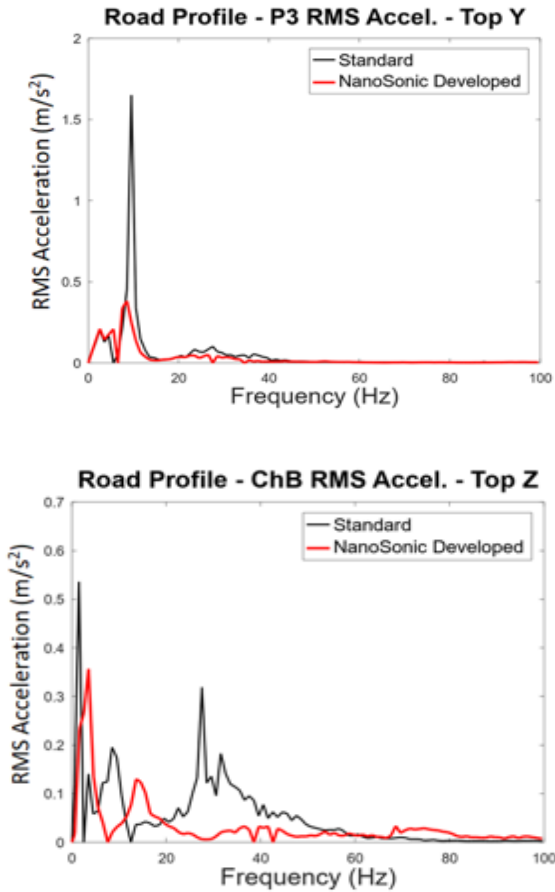 Road Profile - P3 RMS Accel. - Top Y
2
1.5
1
0.5
0
RMS Acceleration (m/s²)
Standard
NanoSonic Developed
0 20 40 60 80 100
Frequency (Hz)
Road Profile - ChB RMS Accel. - Top Z
0.7
0.6
0.5
0.4
0.3
0.2
0.1
0
RMS Acceleration (m/s²)
Standard
NanoSonic Developed
0 20 40 60 80 100
Frequency (Hz)